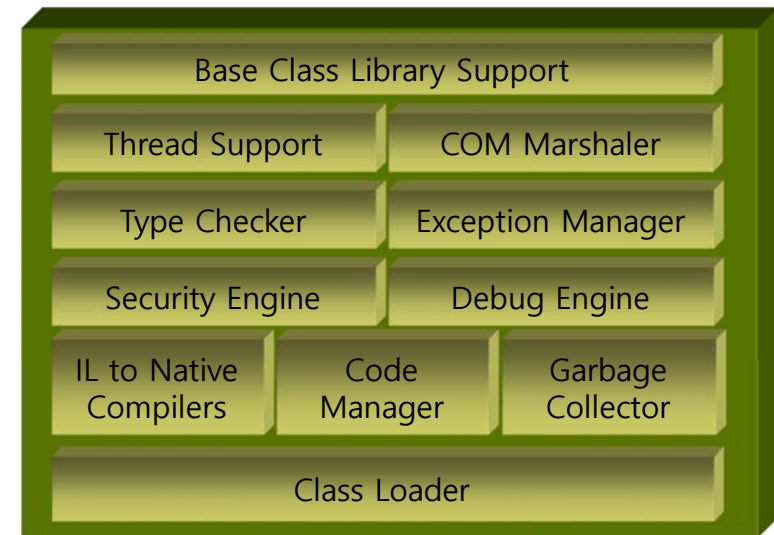 Base Class Library Support
Thread Support
COM Marshaler
Type Checker
Exception Manager
Security Engine
Debug Engine
IL to Native
Compilers
Code
Manager
Garbage
Collector
Class Loader